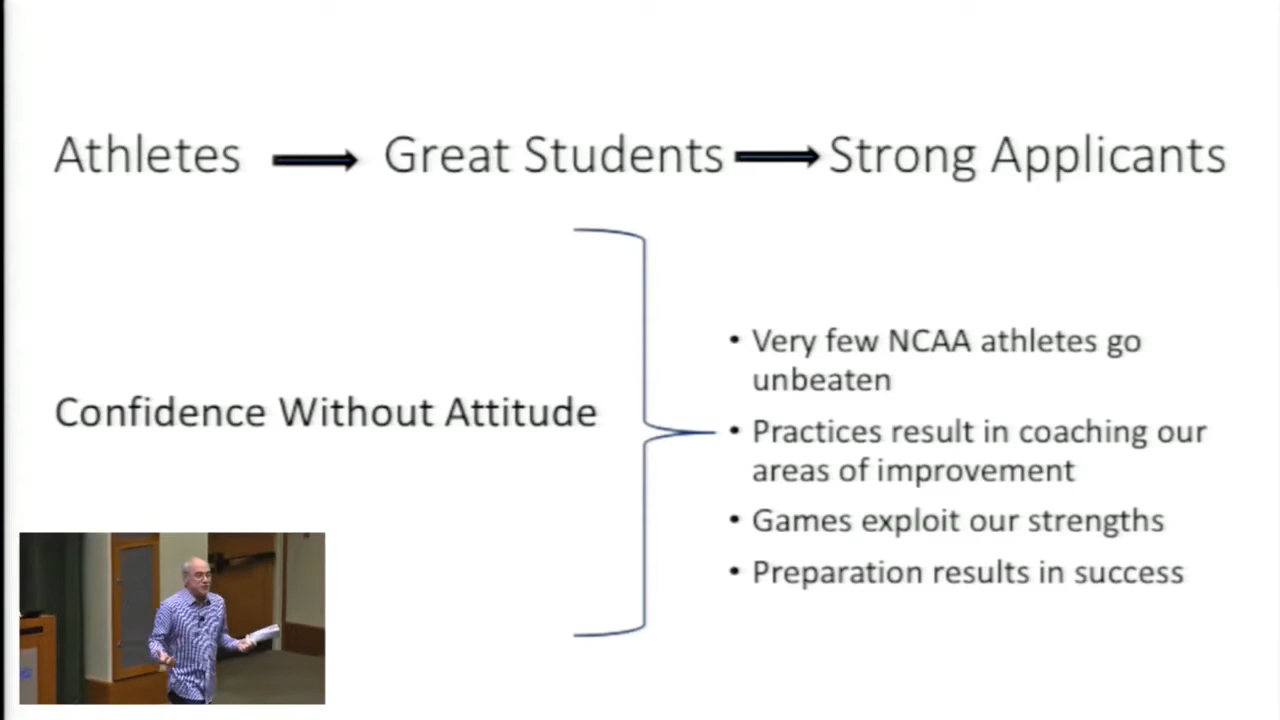 Athletes Great Students Strong Applicants
Confidence Without Attitude
• Very few NCAA athletes go
unbeaten
• Practices result in coaching our
areas of improvement
• Games exploit our strengths
• Preparation results in success